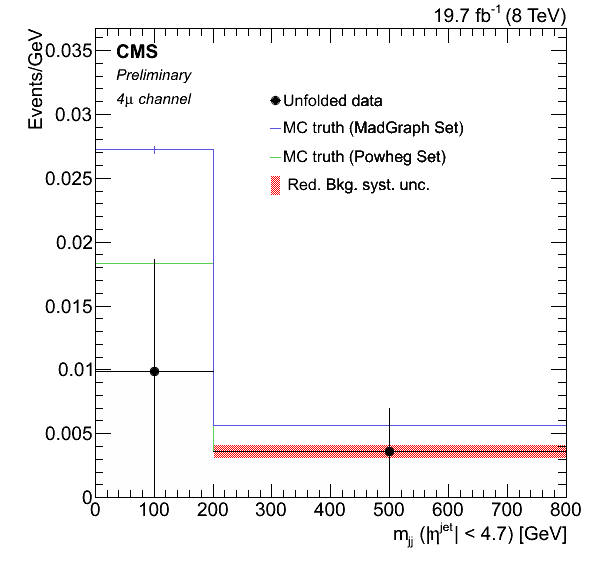 19.7 fb⁻¹ (8 TeV)
Events/GeV
CMS
Preliminary
4μ channel
Unfolded data
MC truth (MadGraph Set)
MC truth (Powheg Set)
Red. Bkg. syst. unc.
0.035
0.03
0.025
0.02
0.015
0.01
0.005
0
0 100 200 300 400 500 600 700 800
m_jj (|η^jet| < 4.7) [GeV]